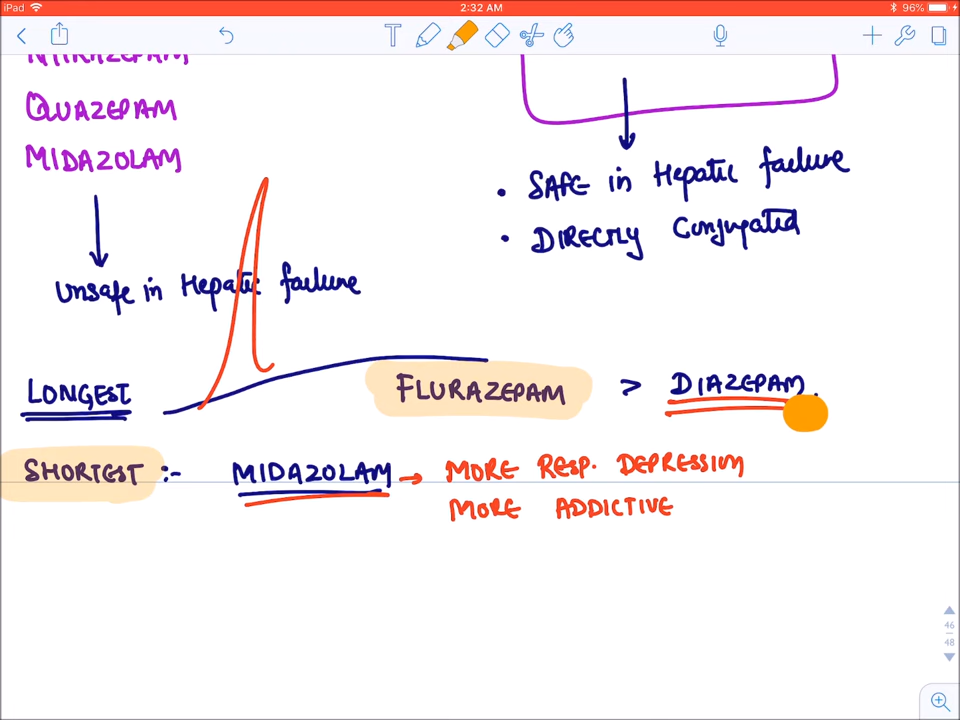 iPad 2:32 AM 96%
NITRAZEPAM
QUAZEPAM
MIDAZOLAM
Unsafe in Hepatic failure
• SAFE in Hepatic failure
• DIRECTLY Conjugated
LONGEST FLURAZEPAM > DIAZEPAM.
SHORTEST :- MIDAZOLAM → MORE RESP. DEPRESSION
MORE ADDICTIVE
46
48